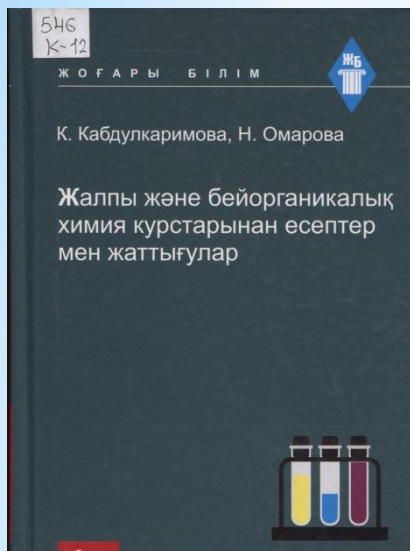 546
К-12
ЖОҒАРЫ БІЛІМ
ЖБ
К. Кабдулкаримова, Н. Омарова
Жалпы және бейорганикалық
химия курстарынан есептер
мен жаттығулар